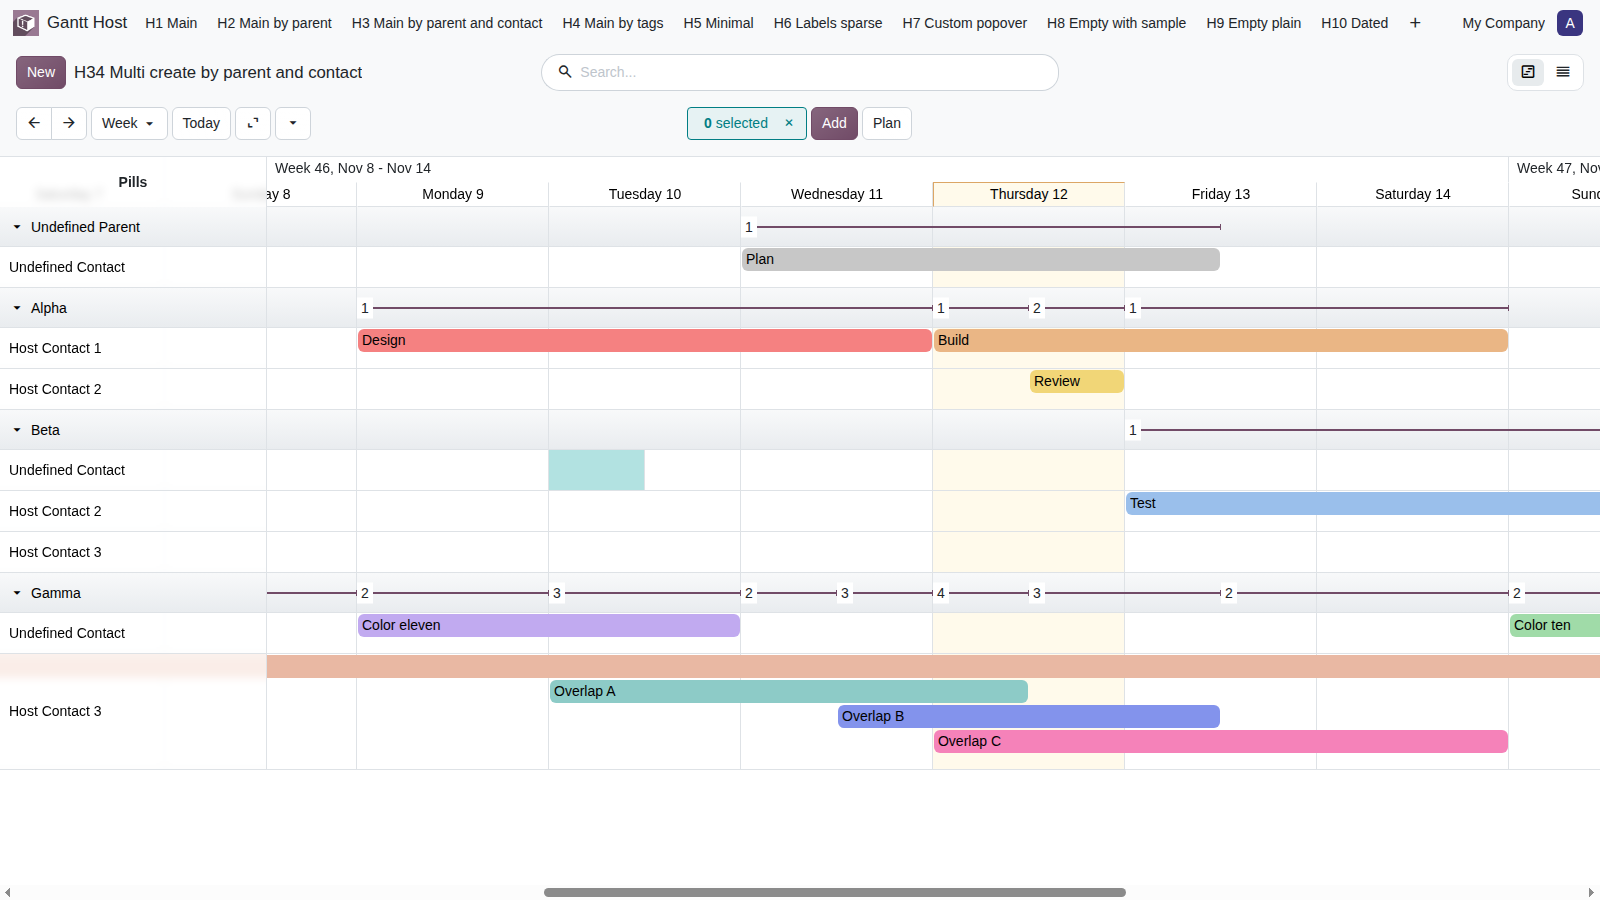 Gantt Host H1 Main H2 Main by parent H3 Main by parent and contact H4 Main by tags H5 Minimal H6 Labels sparse H7 Custom popover H8 Empty with sample H9 Empty plain H10 Dated + My Company A
New H34 Multi create by parent and contact Search...
Week Today 0 selected × Add Plan
Week 46, Nov 8 - Nov 14 Week 47, Nov
Pills
ay 8 Monday 9 Tuesday 10 Wednesday 11 Thursday 12 Friday 13 Saturday 14 Sund
Undefined Parent 1
Undefined Contact Plan
Alpha 1 1 2 1
Host Contact 1 Design Build
Host Contact 2 Review
Beta 1
Undefined Contact
Host Contact 2 Test
Host Contact 3
Gamma 2 3 2 3 4 3 2 2
Undefined Contact Color eleven Color ten
Overlap A
Host Contact 3 Overlap B
Overlap C